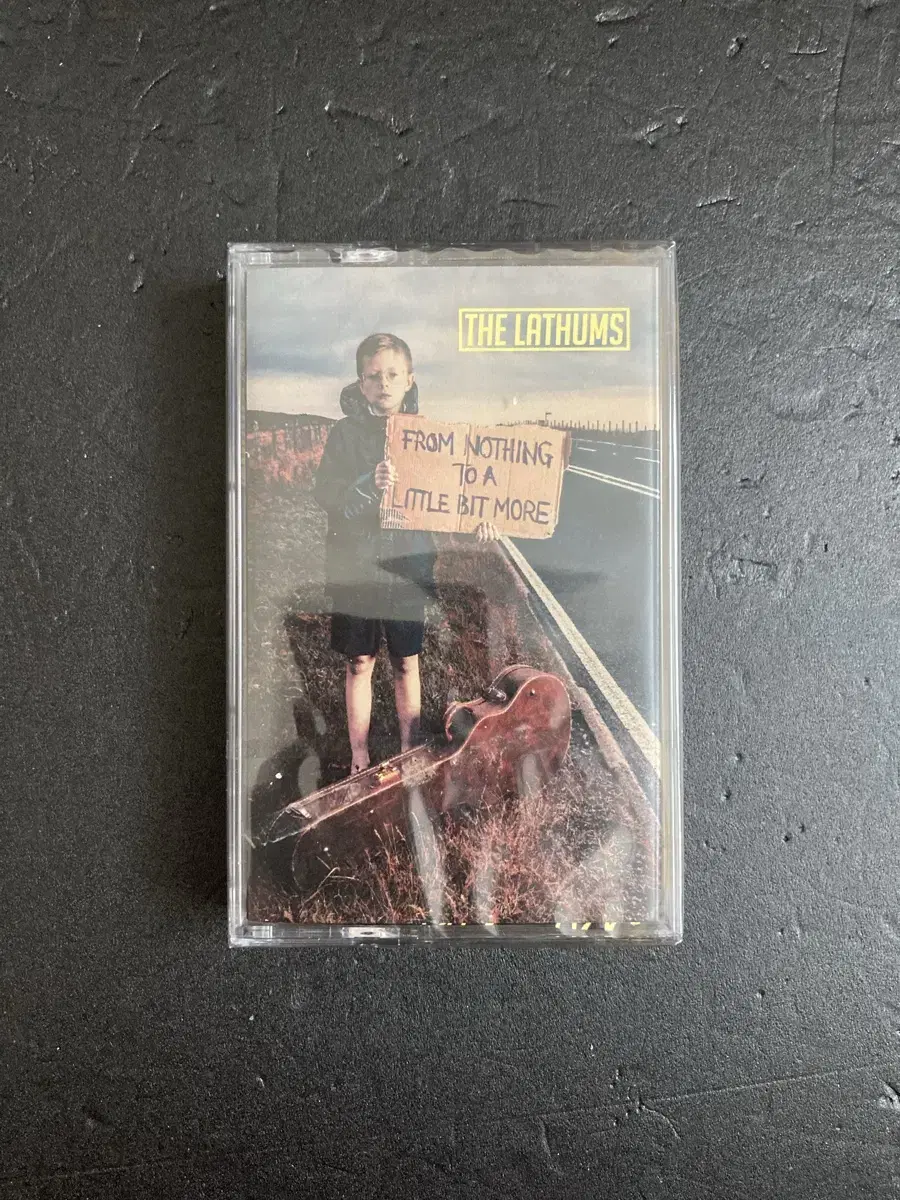 THE LATHUMS
FROM NOTHING
TO A
LITTLE BIT MORE